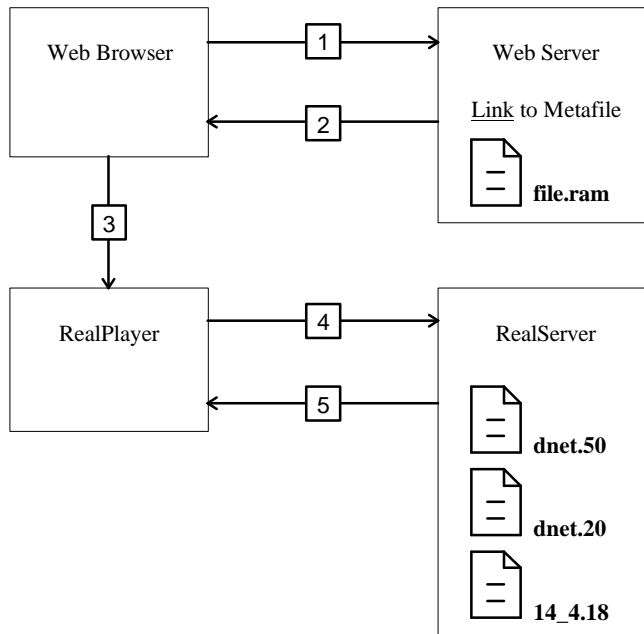 Web Browser
1
Web Server
2
Link to Metafile
file.ram
3
RealPlayer
4
RealServer
5
dnet.50
dnet.20
14_4.18